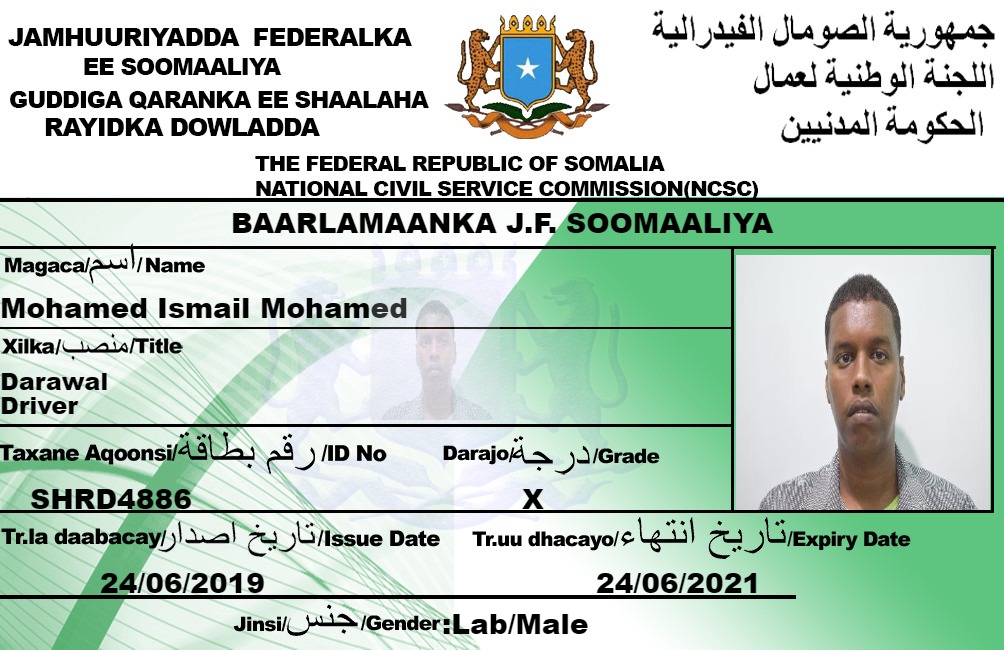 JAMHUURIYADDA FEDERALKA
EE SOOMAALIYA
GUDDIGA QARANKA EE SHAALAHA
RAYIDKA DOWLADDA
جمهورية الصومال الفيدرالية
اللجنة الوطنية لعمال
الحكومة المدنيين
THE FEDERAL REPUBLIC OF SOMALIA
NATIONAL CIVIL SERVICE COMMISSION(NCSC)
BAARLAMAANKA J.F. SOOMAALIYA
Magaca/اسم/Name
Mohamed Ismail Mohamed
Xilka/منصب/Title
Darawal
Driver
Taxane Aqoonsi/رقم بطاقة/ID No Darajo/درجة/Grade
SHRD4886 X
Tr.la daabacay/تاريخ اصدار/Issue Date Tr.uu dhacayo/تاريخ انتهاء/Expiry Date
24/06/2019 24/06/2021
Jinsi/جنس/Gender:Lab/Male